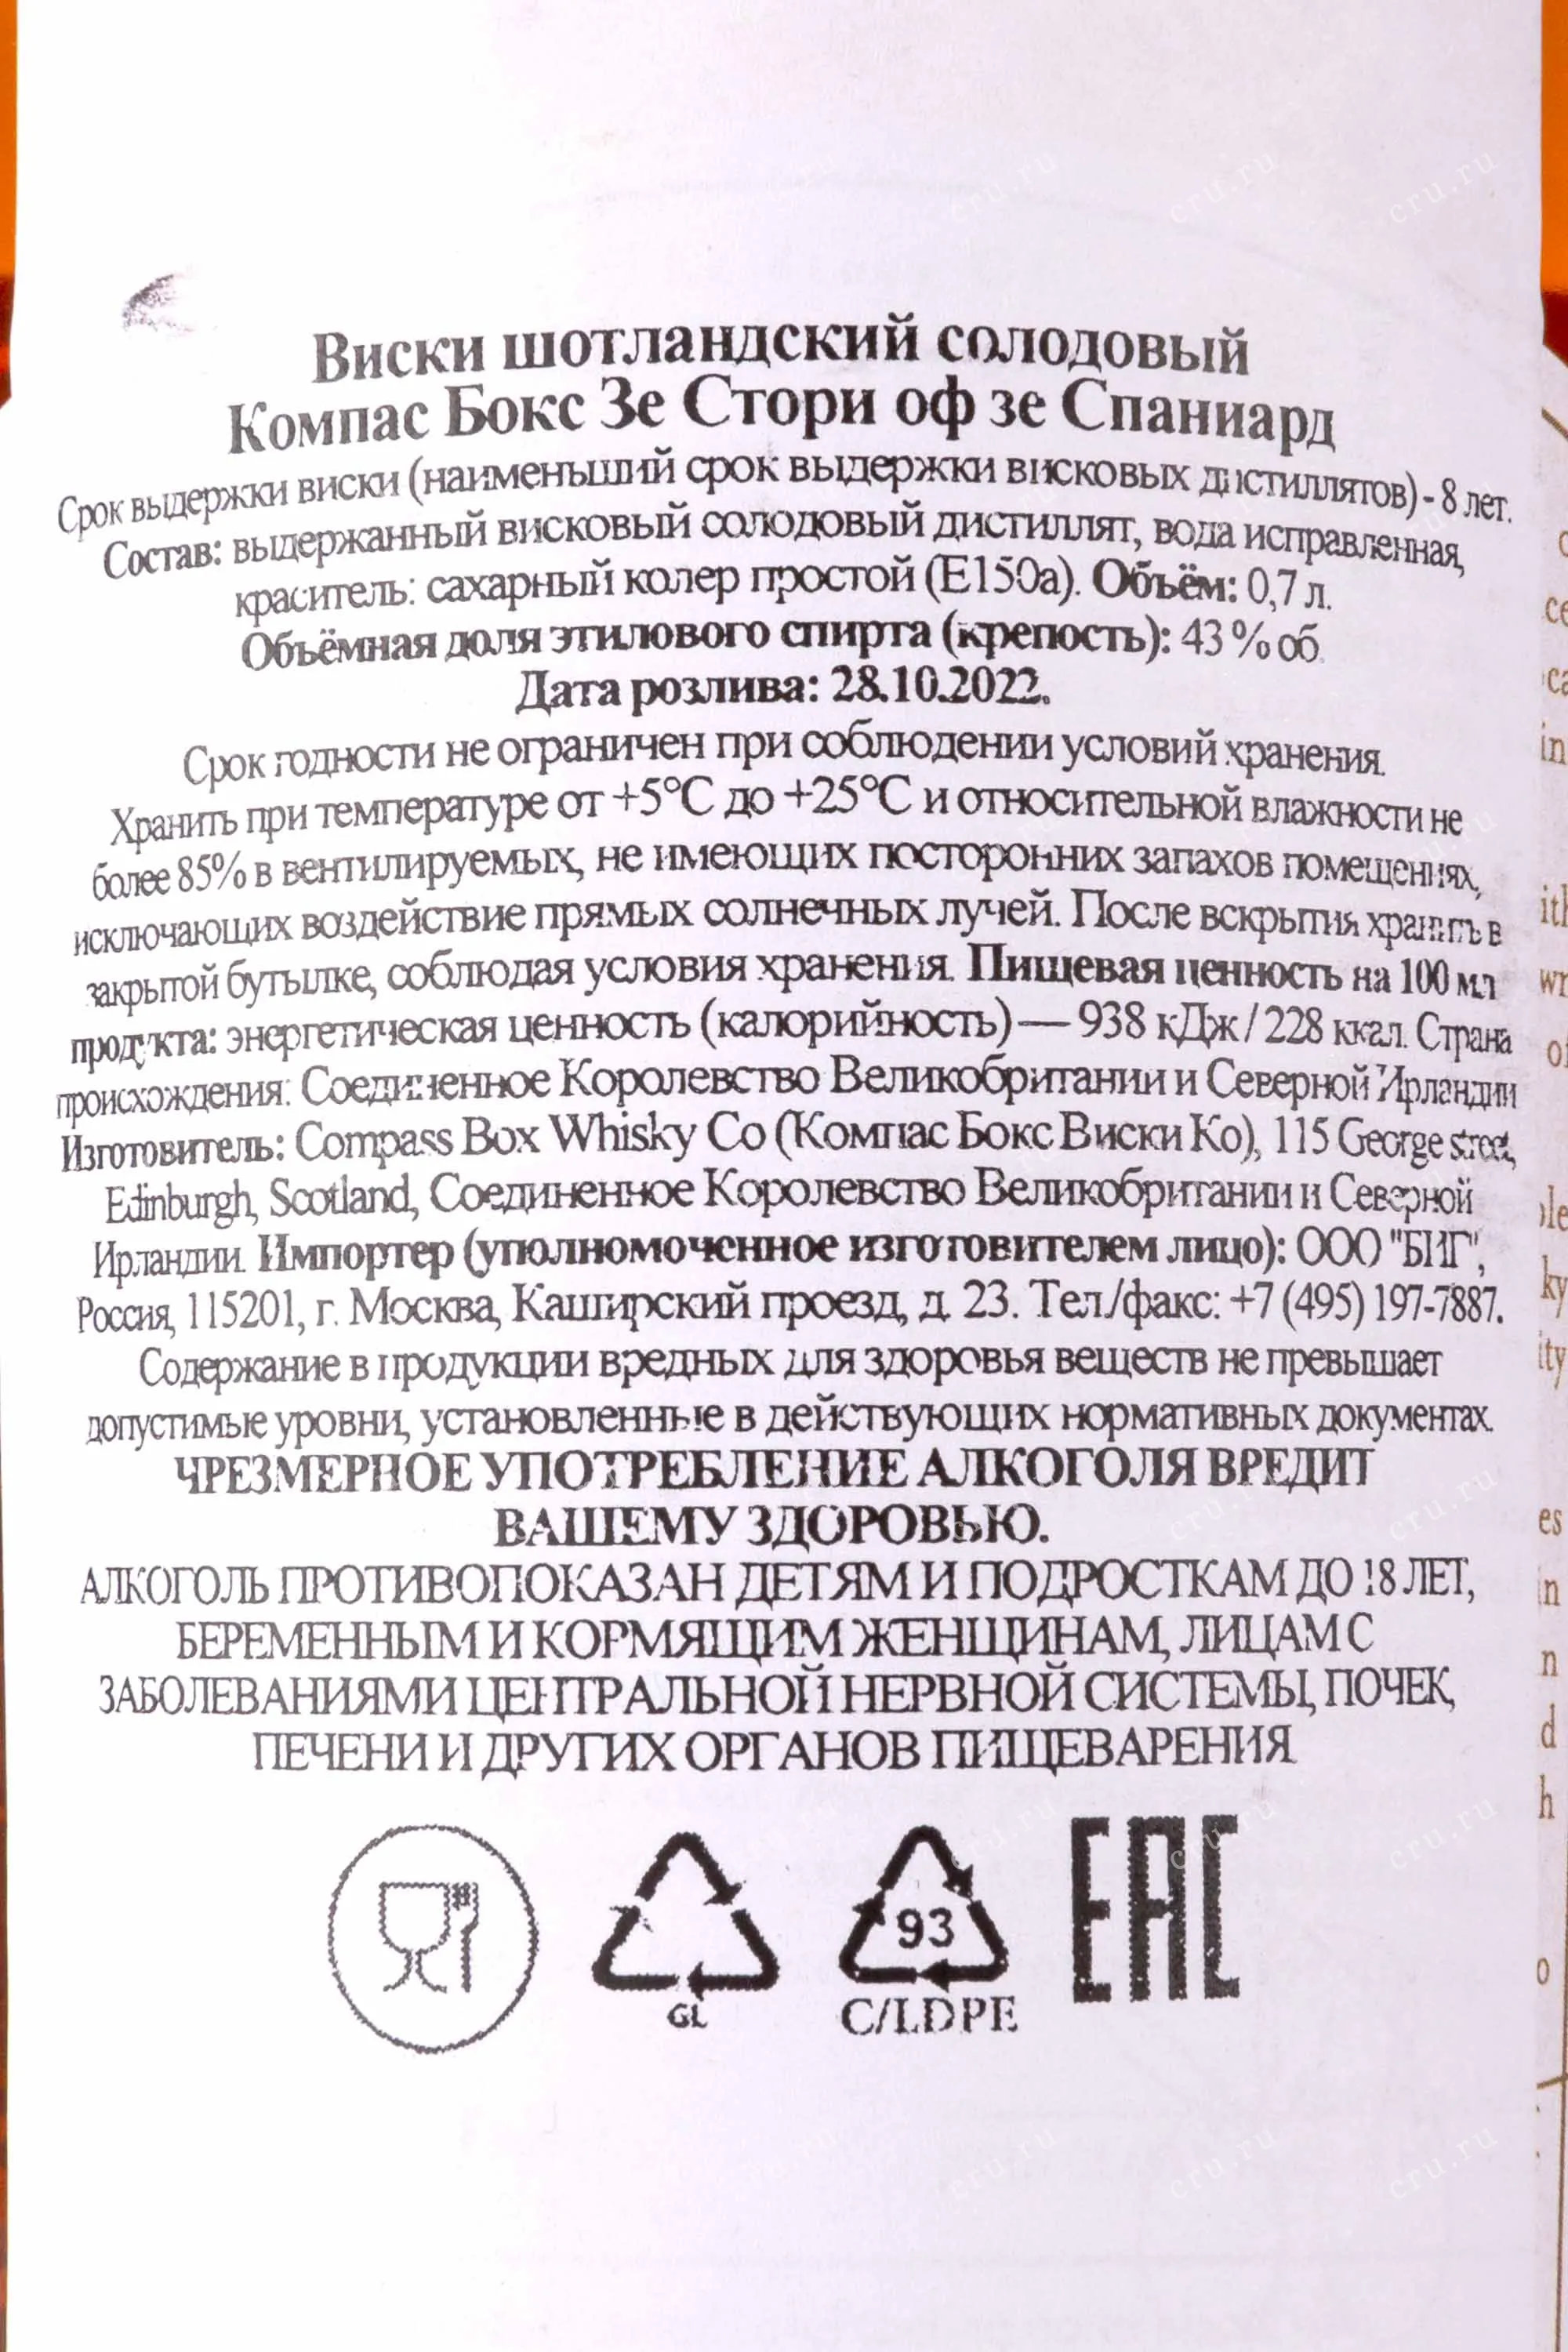 Виски шотландский солодовый
Компас Бокс Зе Стори оф зе Спаниард
Срок выдержки виски (наименьший срок выдержки висковых дистиллятов) - 8 лет.
Состав: выдержанный висковый солодовый дистиллят, вода исправленная,
краситель: сахарный колер простой (Е150а). Объём: 0,7 л.
Объёмная доля этилового спирта (крепость): 43 % об.
Дата розлива: 28.10.2022.
Срок годности не ограничен при соблюдении условий хранения.
Хранить при температуре от +5°С до +25°С и относительной влажности не
более 85% в вентилируемых, не имеющих посторонних запахов помещениях,
исключающих воздействие прямых солнечных лучей. После вскрытия хранить в
закрытой бутылке, соблюдая условия хранения. Пищевая ценность на 100 мл
продукта: энергетическая ценность (калорийность) — 938 кДж / 228 ккал. Страна
происхождения: Соединенное Королевство Великобритании и Северной Ирландии
Изготовитель: Compass Box Whisky Co (Компас Бокс Виски Ко), 115 George street,
Edinburgh, Scotland, Соединенное Королевство Великобритании и Северной
Ирландии. Импортер (уполномоченное изготовителем лицо): ООО "БИГ",
Россия, 115201, г. Москва, Каширский проезд, д. 23. Тел./факс: +7 (495) 197-7887.
Содержание в продукции вредных для здоровья веществ не превышает
допустимые уровни, установленные в действующих нормативных документах.
ЧРЕЗМЕРНОЕ УПОТРЕБЛЕНИЕ АЛКОГОЛЯ ВРЕДИТ
ВАШЕМУ ЗДОРОВЬЮ.
АЛКОГОЛЬ ПРОТИВОПОКАЗАН ДЕТЯМ И ПОДРОСТКАМ ДО 18 ЛЕТ,
БЕРЕМЕННЫМ И КОРМЯЩИМ ЖЕНЩИНАМ, ЛИЦАМ С
ЗАБОЛЕВАНИЯМИ ЦЕНТРАЛЬНОЙ НЕРВНОЙ СИСТЕМЫ, ПОЧЕК,
ПЕЧЕНИ И ДРУГИХ ОРГАНОВ ПИЩЕВАРЕНИЯ
GL
93
C/LDPE
EAC
cru.ru